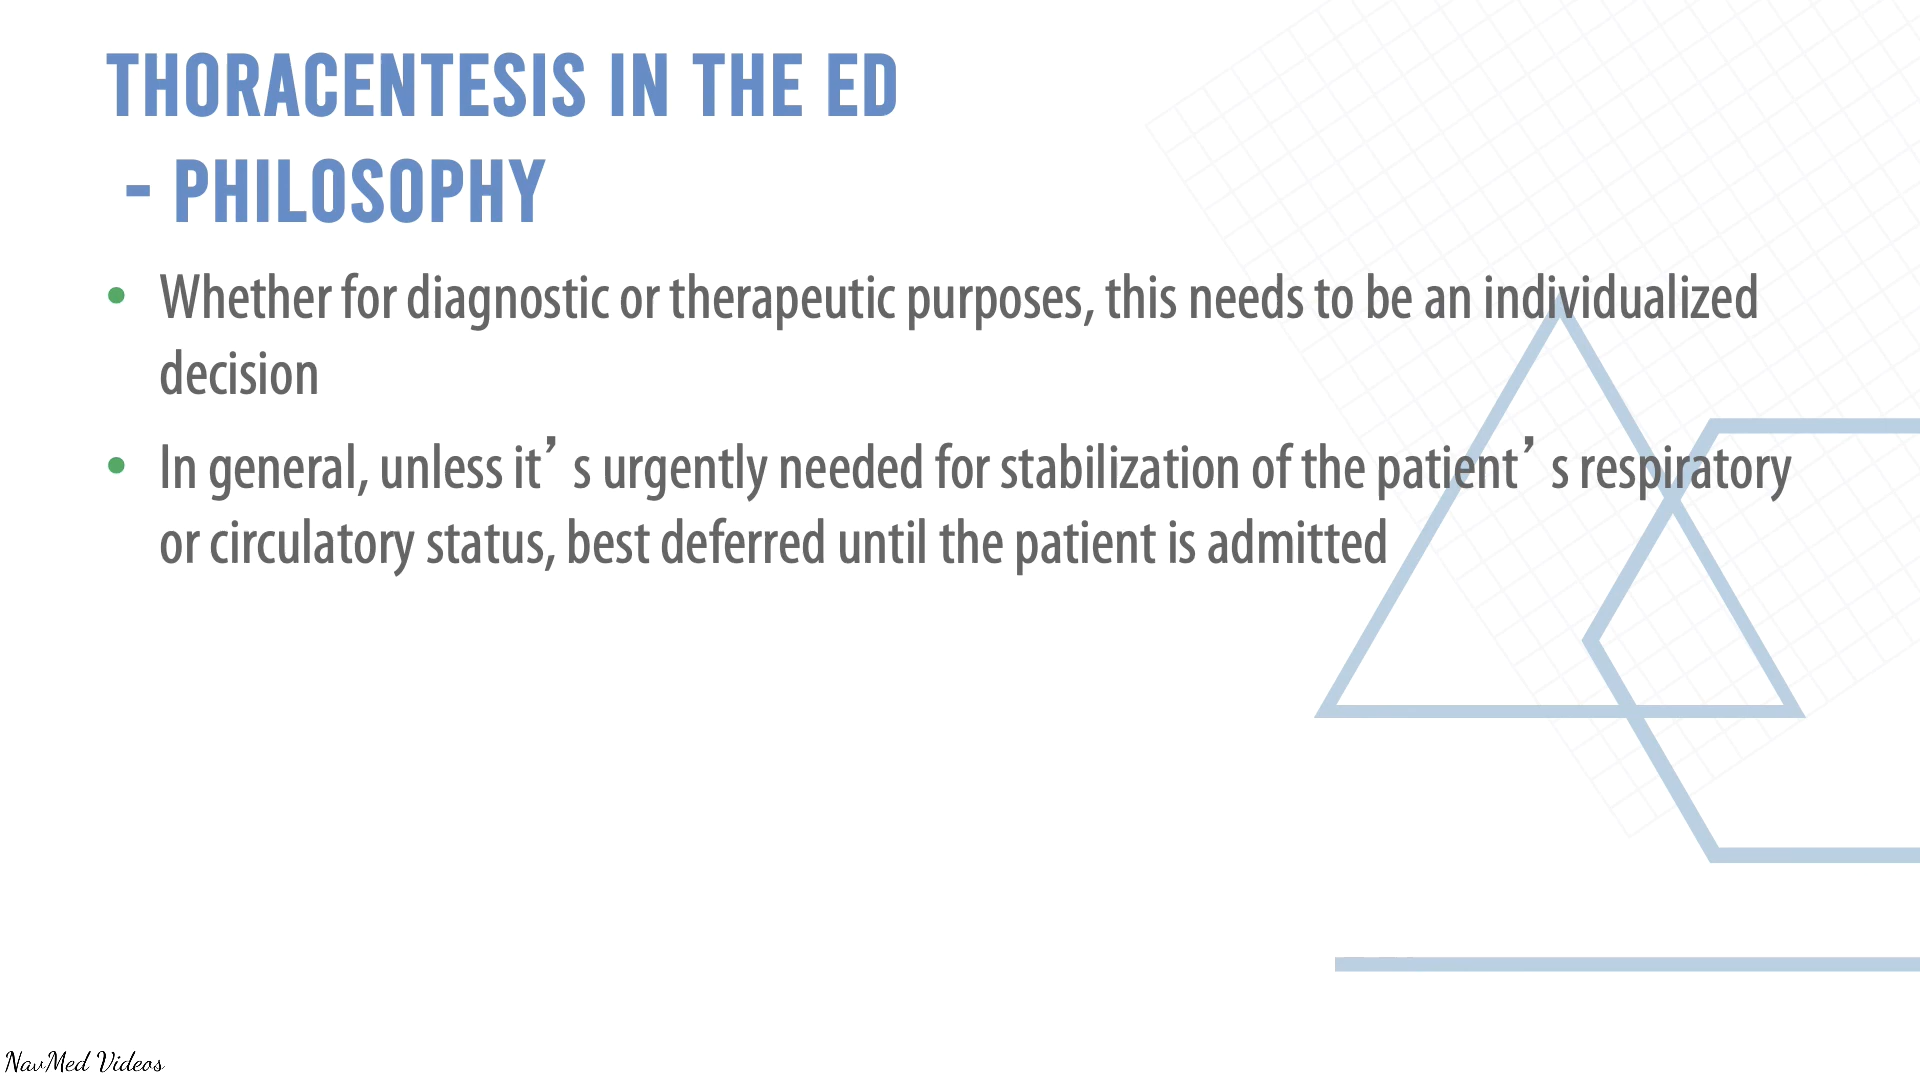 THORACENTESIS IN THE ED
- PHILOSOPHY
• Whether for diagnostic or therapeutic purposes, this needs to be an individualized
decision
• In general, unless it’ s urgently needed for stabilization of the patient’ s respiratory
or circulatory status, best deferred until the patient is admitted
NavMed Videos